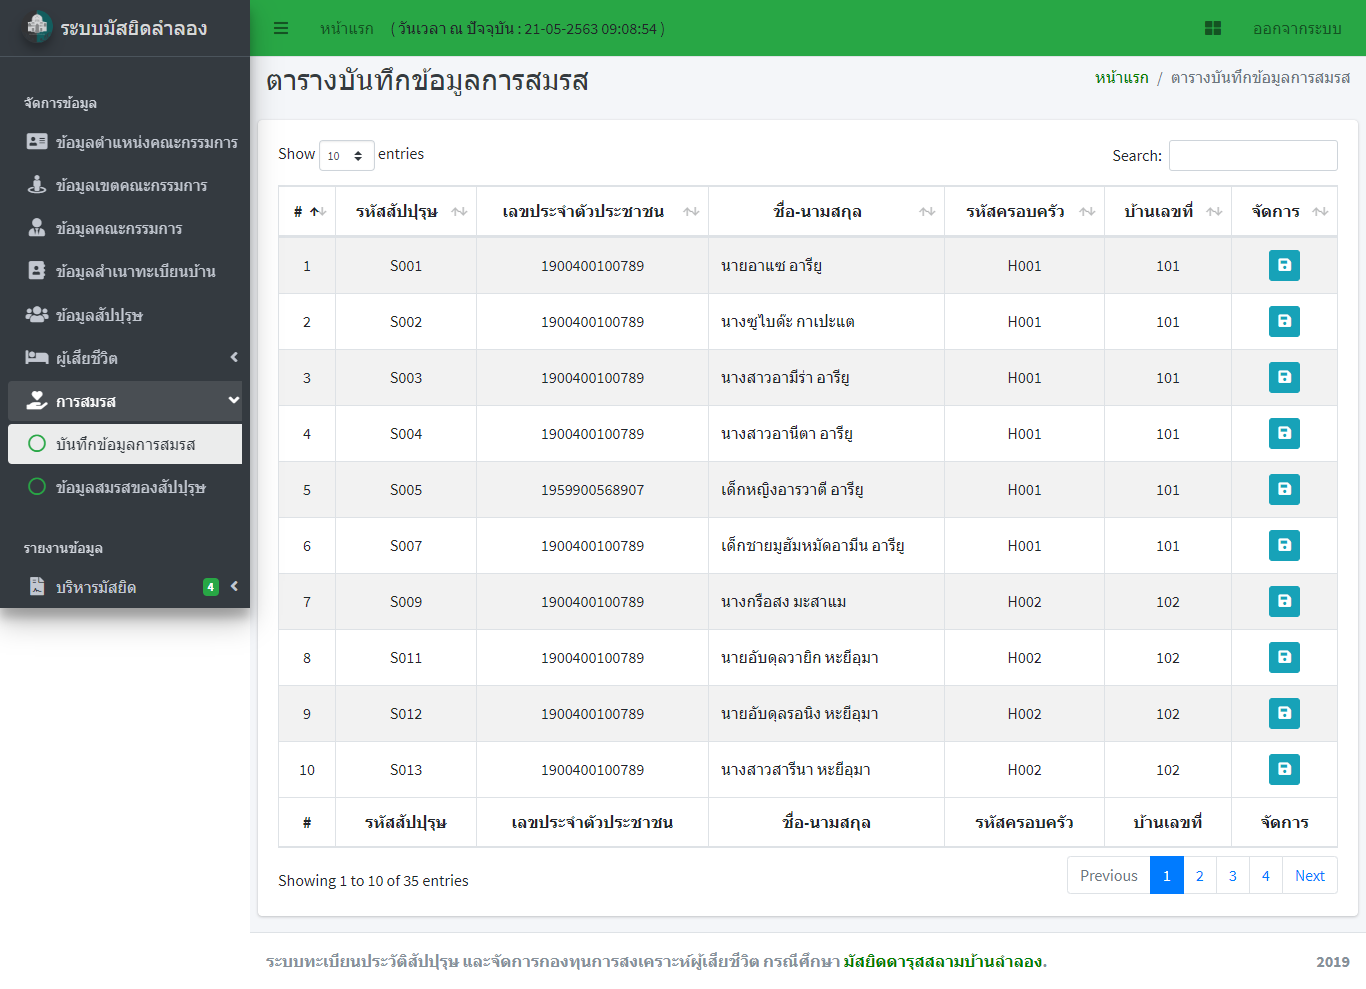 ระบบมัสยิดลำลอง
หน้าแรก ( วันเวลา ณ ปัจจุบัน : 21-05-2563 09:08:54 ) ออกจากระบบ
ตารางบันทึกข้อมูลการสมรส
หน้าแรก / ตารางบันทึกข้อมูลการสมรส
จัดการข้อมูล
ข้อมูลตำแหน่งคณะกรรมการ
ข้อมูลเขตคณะกรรมการ
ข้อมูลคณะกรรมการ
ข้อมูลสำเนาทะเบียนบ้าน
ข้อมูลสัปปุรุษ
ผู้เสียชีวิต
การสมรส
บันทึกข้อมูลการสมรส
ข้อมูลสมรสของสัปปุรุษ
รายงานข้อมูล
บริหารมัสยิด 4
Show 10 entries
Search:
# รหัสสัปปุรุษ เลขประจำตัวประชาชน ชื่อ-นามสกุล รหัสครอบครัว บ้านเลขที่ จัดการ
1 S001 1900400100789 นายอาแซ อารียู H001 101
2 S002 1900400100789 นางซูไบด๊ะ กาเปะแต H001 101
3 S003 1900400100789 นางสาวอามีร่า อารียู H001 101
4 S004 1900400100789 นางสาวอานีตา อารียู H001 101
5 S005 1959900568907 เด็กหญิงอารวาตี อารียู H001 101
6 S007 1900400100789 เด็กชายมูฮัมหมัดอามีน อารียู H001 101
7 S009 1900400100789 นางกรือสง มะสาแม H002 102
8 S011 1900400100789 นายอับดุลวายิก หะยีอุมา H002 102
9 S012 1900400100789 นายอับดุลรอนิง หะยีอุมา H002 102
10 S013 1900400100789 นางสาวสารีนา หะยีอุมา H002 102
# รหัสสัปปุรุษ เลขประจำตัวประชาชน ชื่อ-นามสกุล รหัสครอบครัว บ้านเลขที่ จัดการ
Showing 1 to 10 of 35 entries
Previous 1 2 3 4 Next
ระบบทะเบียนประวัติสัปปุรุษ และจัดการกองทุนการสงเคราะห์ผู้เสียชีวิต กรณีศึกษา มัสยิดดารุสสลามบ้านลำลอง. 2019